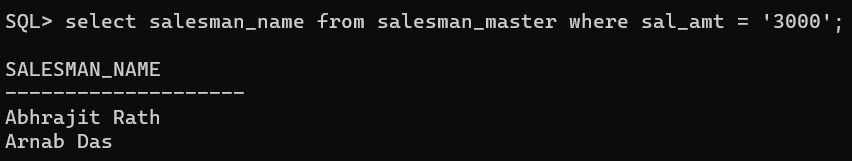 SQL> select salesman_name from salesman_master where sal_amt = '3000';
SALESMAN_NAME
--------------------
Abhrajit Rath
Arnab Das